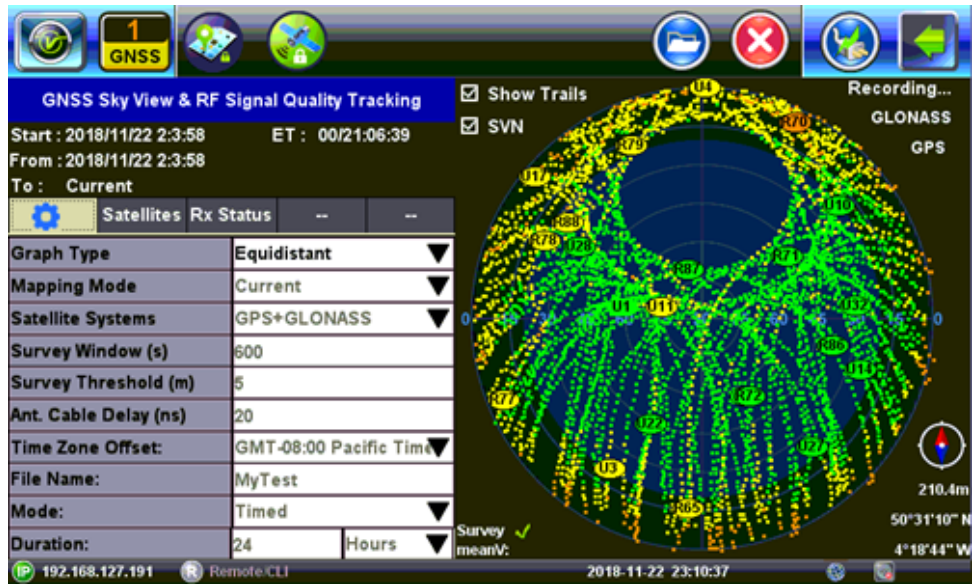 1
GNSS
GNSS Sky View & RF Signal Quality Tracking
Start : 2018/11/22 2:3:58 ET : 00/21:06:39
From : 2018/11/22 2:3:58
To : Current
Satellites Rx Status -- --
Graph Type Equidistant
Mapping Mode Current
Satellite Systems GPS+GLONASS
Survey Window (s) 600
Survey Threshold (m) 5
Ant. Cable Delay (ns) 20
Time Zone Offset: GMT-08:00 Pacific Time
File Name: MyTest
Mode: Timed
Duration: 24 Hours
Show Trails
SVN
Recording...
GLONASS
GPS
U4
R70
R79
U17
U10
R88
R78 U28
R71
R87
U1 U11 U32
0 0
R86
U14
R77
R72
U22
U27
U3
R65
210.4m
50°31'10" N
4°18'44" W
Survey
meanV:
IP 192.168.127.191 R Remote/CLI 2018-11-22 23:10:37